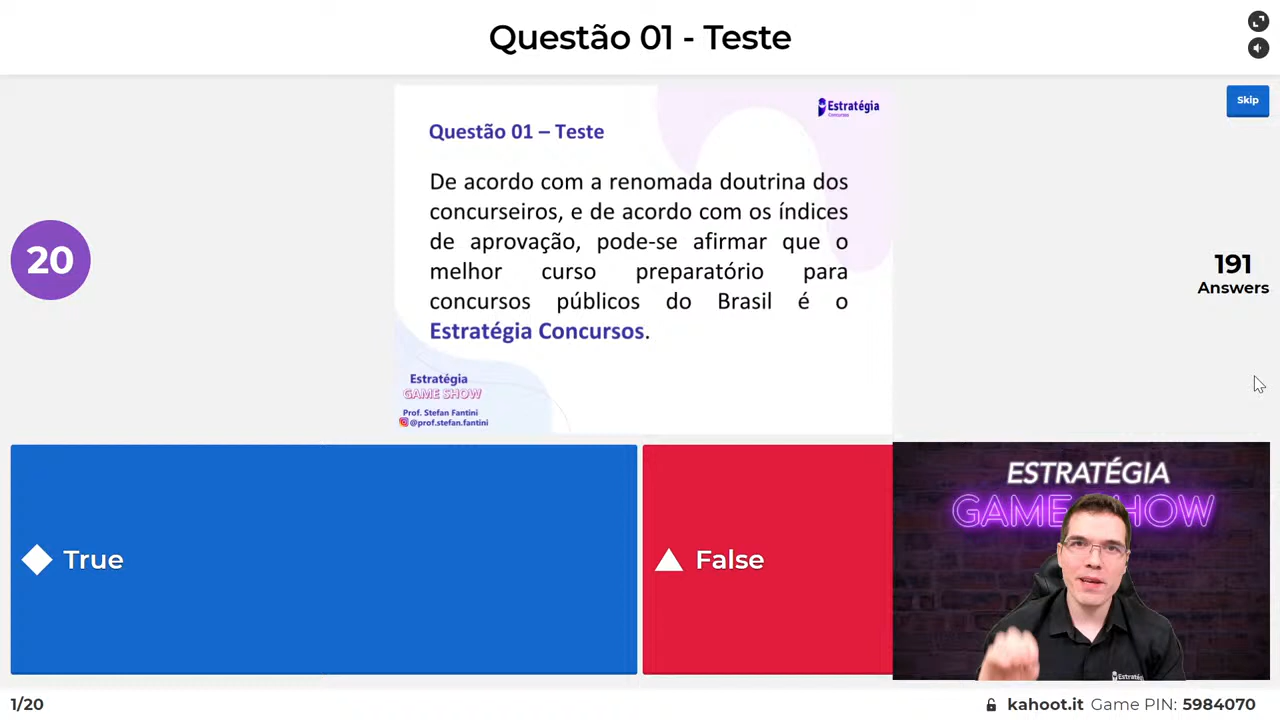 Questão 01 - Teste
Skip
Estratégia
Concursos
Questão 01 – Teste
De acordo com a renomada doutrina dos
concurseiros, e de acordo com os índices
de aprovação, pode-se afirmar que o
melhor curso preparatório para
concursos públicos do Brasil é o
Estratégia Concursos.
20
191
Answers
Estratégia
GAME SHOW
Prof. Stefan Fantini
@prof.stefan.fantini
True
False
ESTRATÉGIA
GAME SHOW
Estratégia
1/20
kahoot.it Game PIN: 5984070